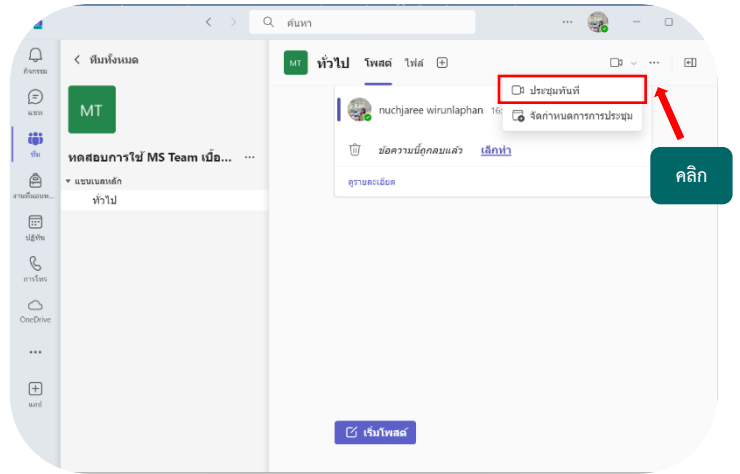 ค้นหา
กิจกรรม
แชท
ทีม
งานที่มอบห...
ปฏิทิน
การโทร
OneDrive
แอป
ทีมทั้งหมด
MT
ทดสอบการใช้ MS Team เบื้อ...
แชนเนลหลัก
ทั่วไป
MT ทั่วไป โพสต์ ไฟล์
ประชุมทันที
จัดกำหนดการการประชุม
nuchjaree wirunlaphan 16:
ข้อความนี้ถูกลบแล้ว เลิกทำ
ดูรายละเอียด
คลิก
เริ่มโพสต์